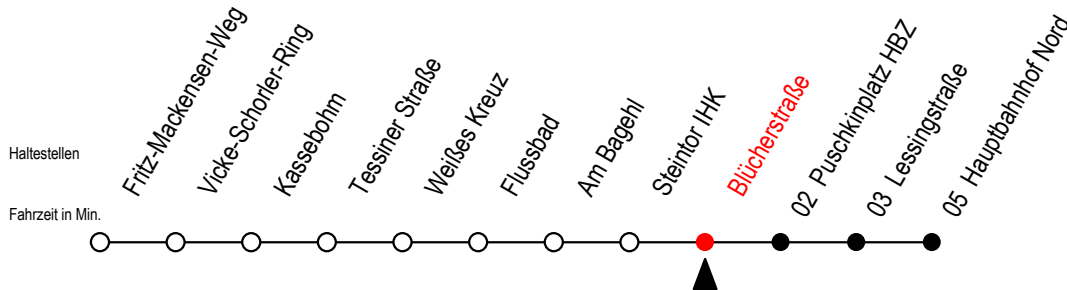 Haltestellen
Fahrzeit in Min.
Fritz-Mackensen-Weg
Vicke-Schorler-Ring
Kassebohm
Tessiner Straße
Weißes Kreuz
Flussbad
Am Bagehl
Steintor IHK
Blücherstraße
02 Puschkinplatz HBZ
03 Lessingstraße
05 Hauptbahnhof Nord